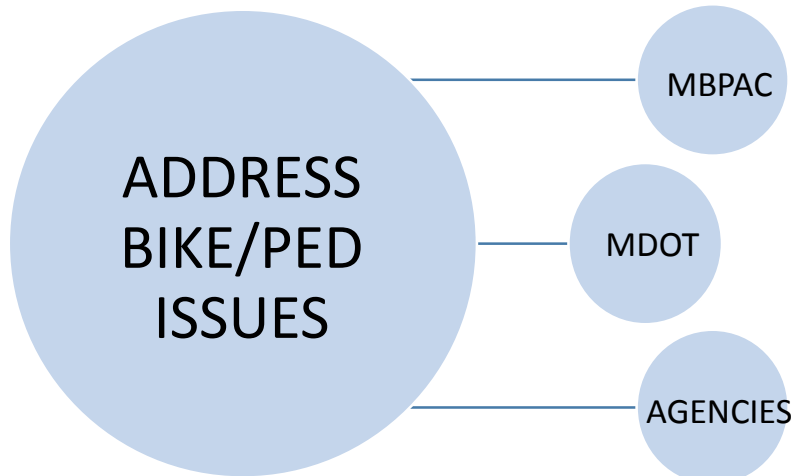 ADDRESS
BIKE/PED
ISSUES
MBPAC
MDOT
AGENCIES